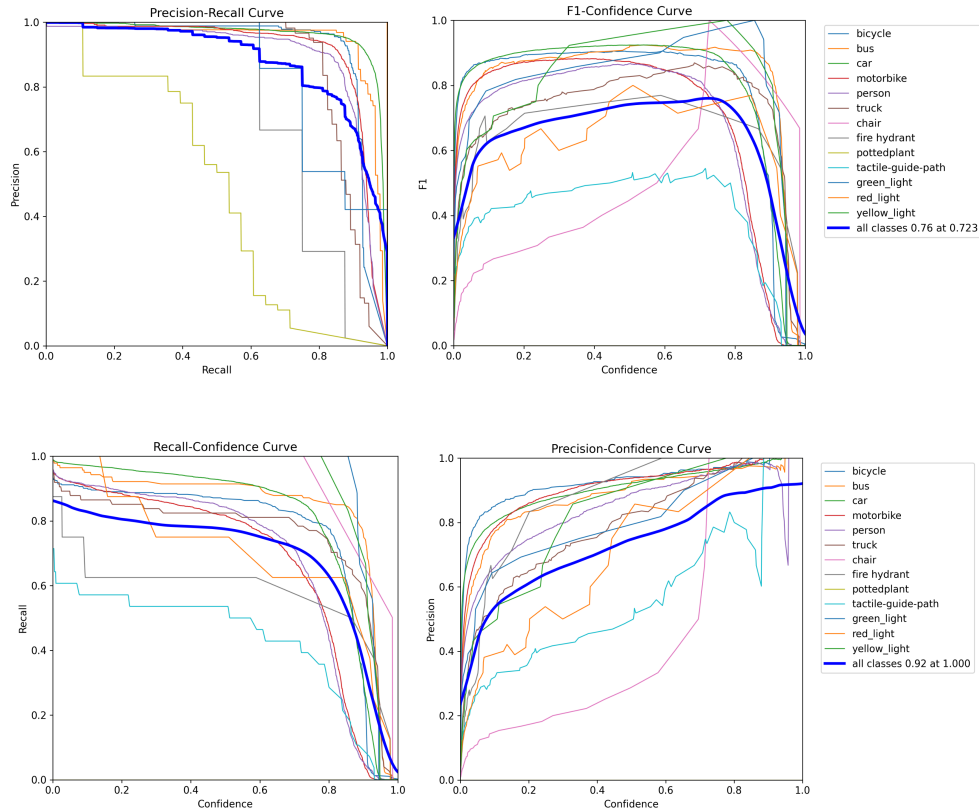 Precision-Recall Curve
1.0
0.8
0.6
0.4
0.2
0.0
0.0 0.2 0.4 0.6 0.8 1.0
Precision
Recall
F1-Confidence Curve
1.0
0.8
0.6
0.4
0.2
0.0
0.0 0.2 0.4 0.6 0.8 1.0
F1
Confidence
bicycle
bus
car
motorbike
person
truck
chair
fire hydrant
pottedplant
tactile-guide-path
green_light
red_light
yellow_light
all classes 0.76 at 0.723
Recall-Confidence Curve
1.0
0.8
0.6
0.4
0.2
0.0
0.0 0.2 0.4 0.6 0.8 1.0
Recall
Confidence
Precision-Confidence Curve
1.0
0.8
0.6
0.4
0.2
0.0
0.0 0.2 0.4 0.6 0.8 1.0
Precision
Confidence
bicycle
bus
car
motorbike
person
truck
chair
fire hydrant
pottedplant
tactile-guide-path
green_light
red_light
yellow_light
all classes 0.92 at 1.000